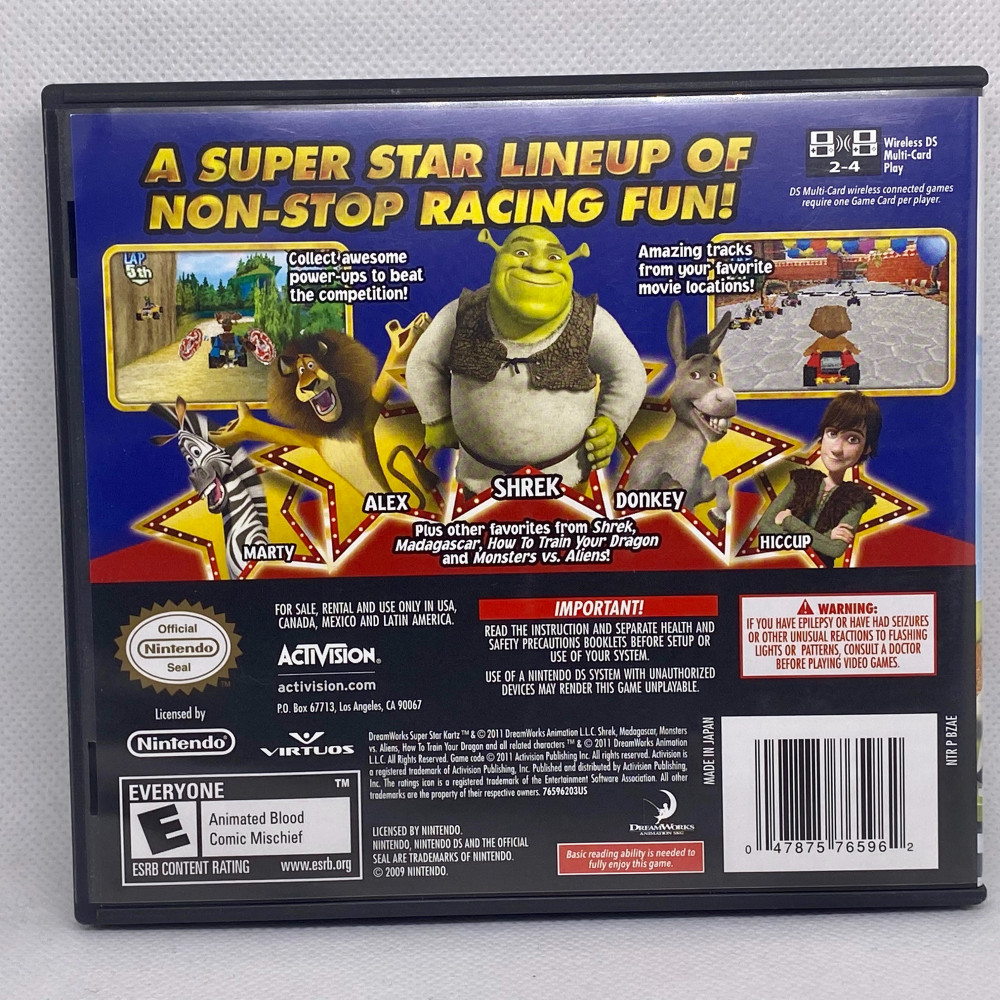 A SUPER STAR LINEUP OF
NON-STOP RACING FUN!
2-4
Wireless DS
Multi-Card
Play
DS Multi-Card wireless connected games
require one Game Card per player.
LAP
5th
Collect awesome
power-ups to beat
the competition!
Amazing tracks
from your favorite
movie locations!
MARTY
ALEX
SHREK
DONKEY
HICCUP
Plus other favorites from Shrek,
Madagascar, How To Train Your Dragon
and Monsters vs. Aliens!
Official
Nintendo
Seal
TM
Licensed by
Nintendo®
FOR SALE, RENTAL AND USE ONLY IN USA,
CANADA, MEXICO AND LATIN AMERICA.
ACTIVISION®
activision.com
P.O. Box 67713, Los Angeles, CA 90067
VIRTUOS
IMPORTANT!
READ THE INSTRUCTION AND SEPARATE HEALTH AND
SAFETY PRECAUTIONS BOOKLETS BEFORE SETUP OR
USE OF YOUR SYSTEM.
USE OF A NINTENDO DS SYSTEM WITH UNAUTHORIZED
DEVICES MAY RENDER THIS GAME UNPLAYABLE.
WARNING:
IF YOU HAVE EPILEPSY OR HAVE HAD SEIZURES
OR OTHER UNUSUAL REACTIONS TO FLASHING
LIGHTS OR PATTERNS, CONSULT A DOCTOR
BEFORE PLAYING VIDEO GAMES.
DreamWorks Super Star Kartz ™ & © 2011 DreamWorks Animation L.L.C. Shrek, Madagascar, Monsters
vs. Aliens, How To Train Your Dragon and all related characters ™ & © 2011 DreamWorks Animation
L.L.C. All Rights Reserved. Game code © 2011 Activision Publishing, Inc. All rights reserved. Activision is
a registered trademark of Activision Publishing, Inc. Published and distributed by Activision Publishing,
Inc. The ratings icon is a registered trademark of the Entertainment Software Association. All other
trademarks are the property of their respective owners. 76596203US
EVERYONE
TM
E
Animated Blood
Comic Mischief
ESRB CONTENT RATING
www.esrb.org
LICENSED BY NINTENDO.
NINTENDO, NINTENDO DS AND THE OFFICIAL
SEAL ARE TRADEMARKS OF NINTENDO.
© 2009 NINTENDO.
DREAMWORKS
ANIMATION SKG
Basic reading ability is needed to
fully enjoy this game.
MADE IN JAPAN
0 47875 76596 2
NTR P BZAE